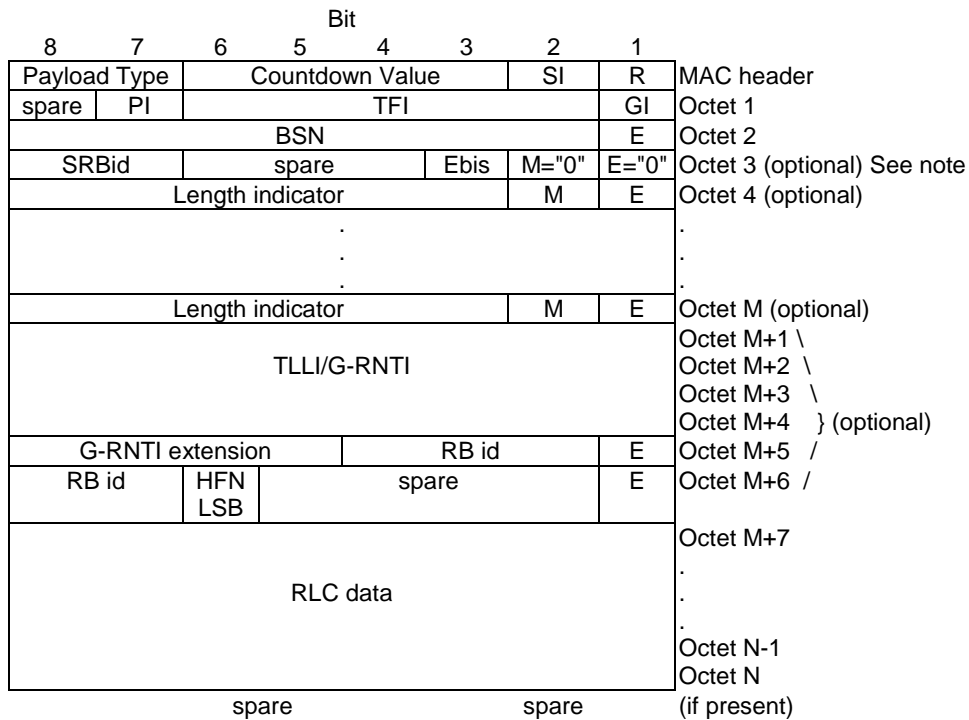 Bit
8 7 6 5 4 3 2 1
Payload Type Countdown Value SI R MAC header
spare PI TFI GI Octet 1
BSN E Octet 2
SRBid spare Ebis M="0" E="0" Octet 3 (optional) See note
Length indicator M E Octet 4 (optional)
. .
. .
. .
Length indicator M E Octet M (optional)
Octet M+1 \
TLLI/G-RNTI Octet M+2 \
Octet M+3 \
Octet M+4 } (optional)
G-RNTI extension RB id E Octet M+5 /
RB id HFN spare E Octet M+6 /
LSB
Octet M+7
.
RLC data .
.
Octet N-1
Octet N
spare spare (if present)